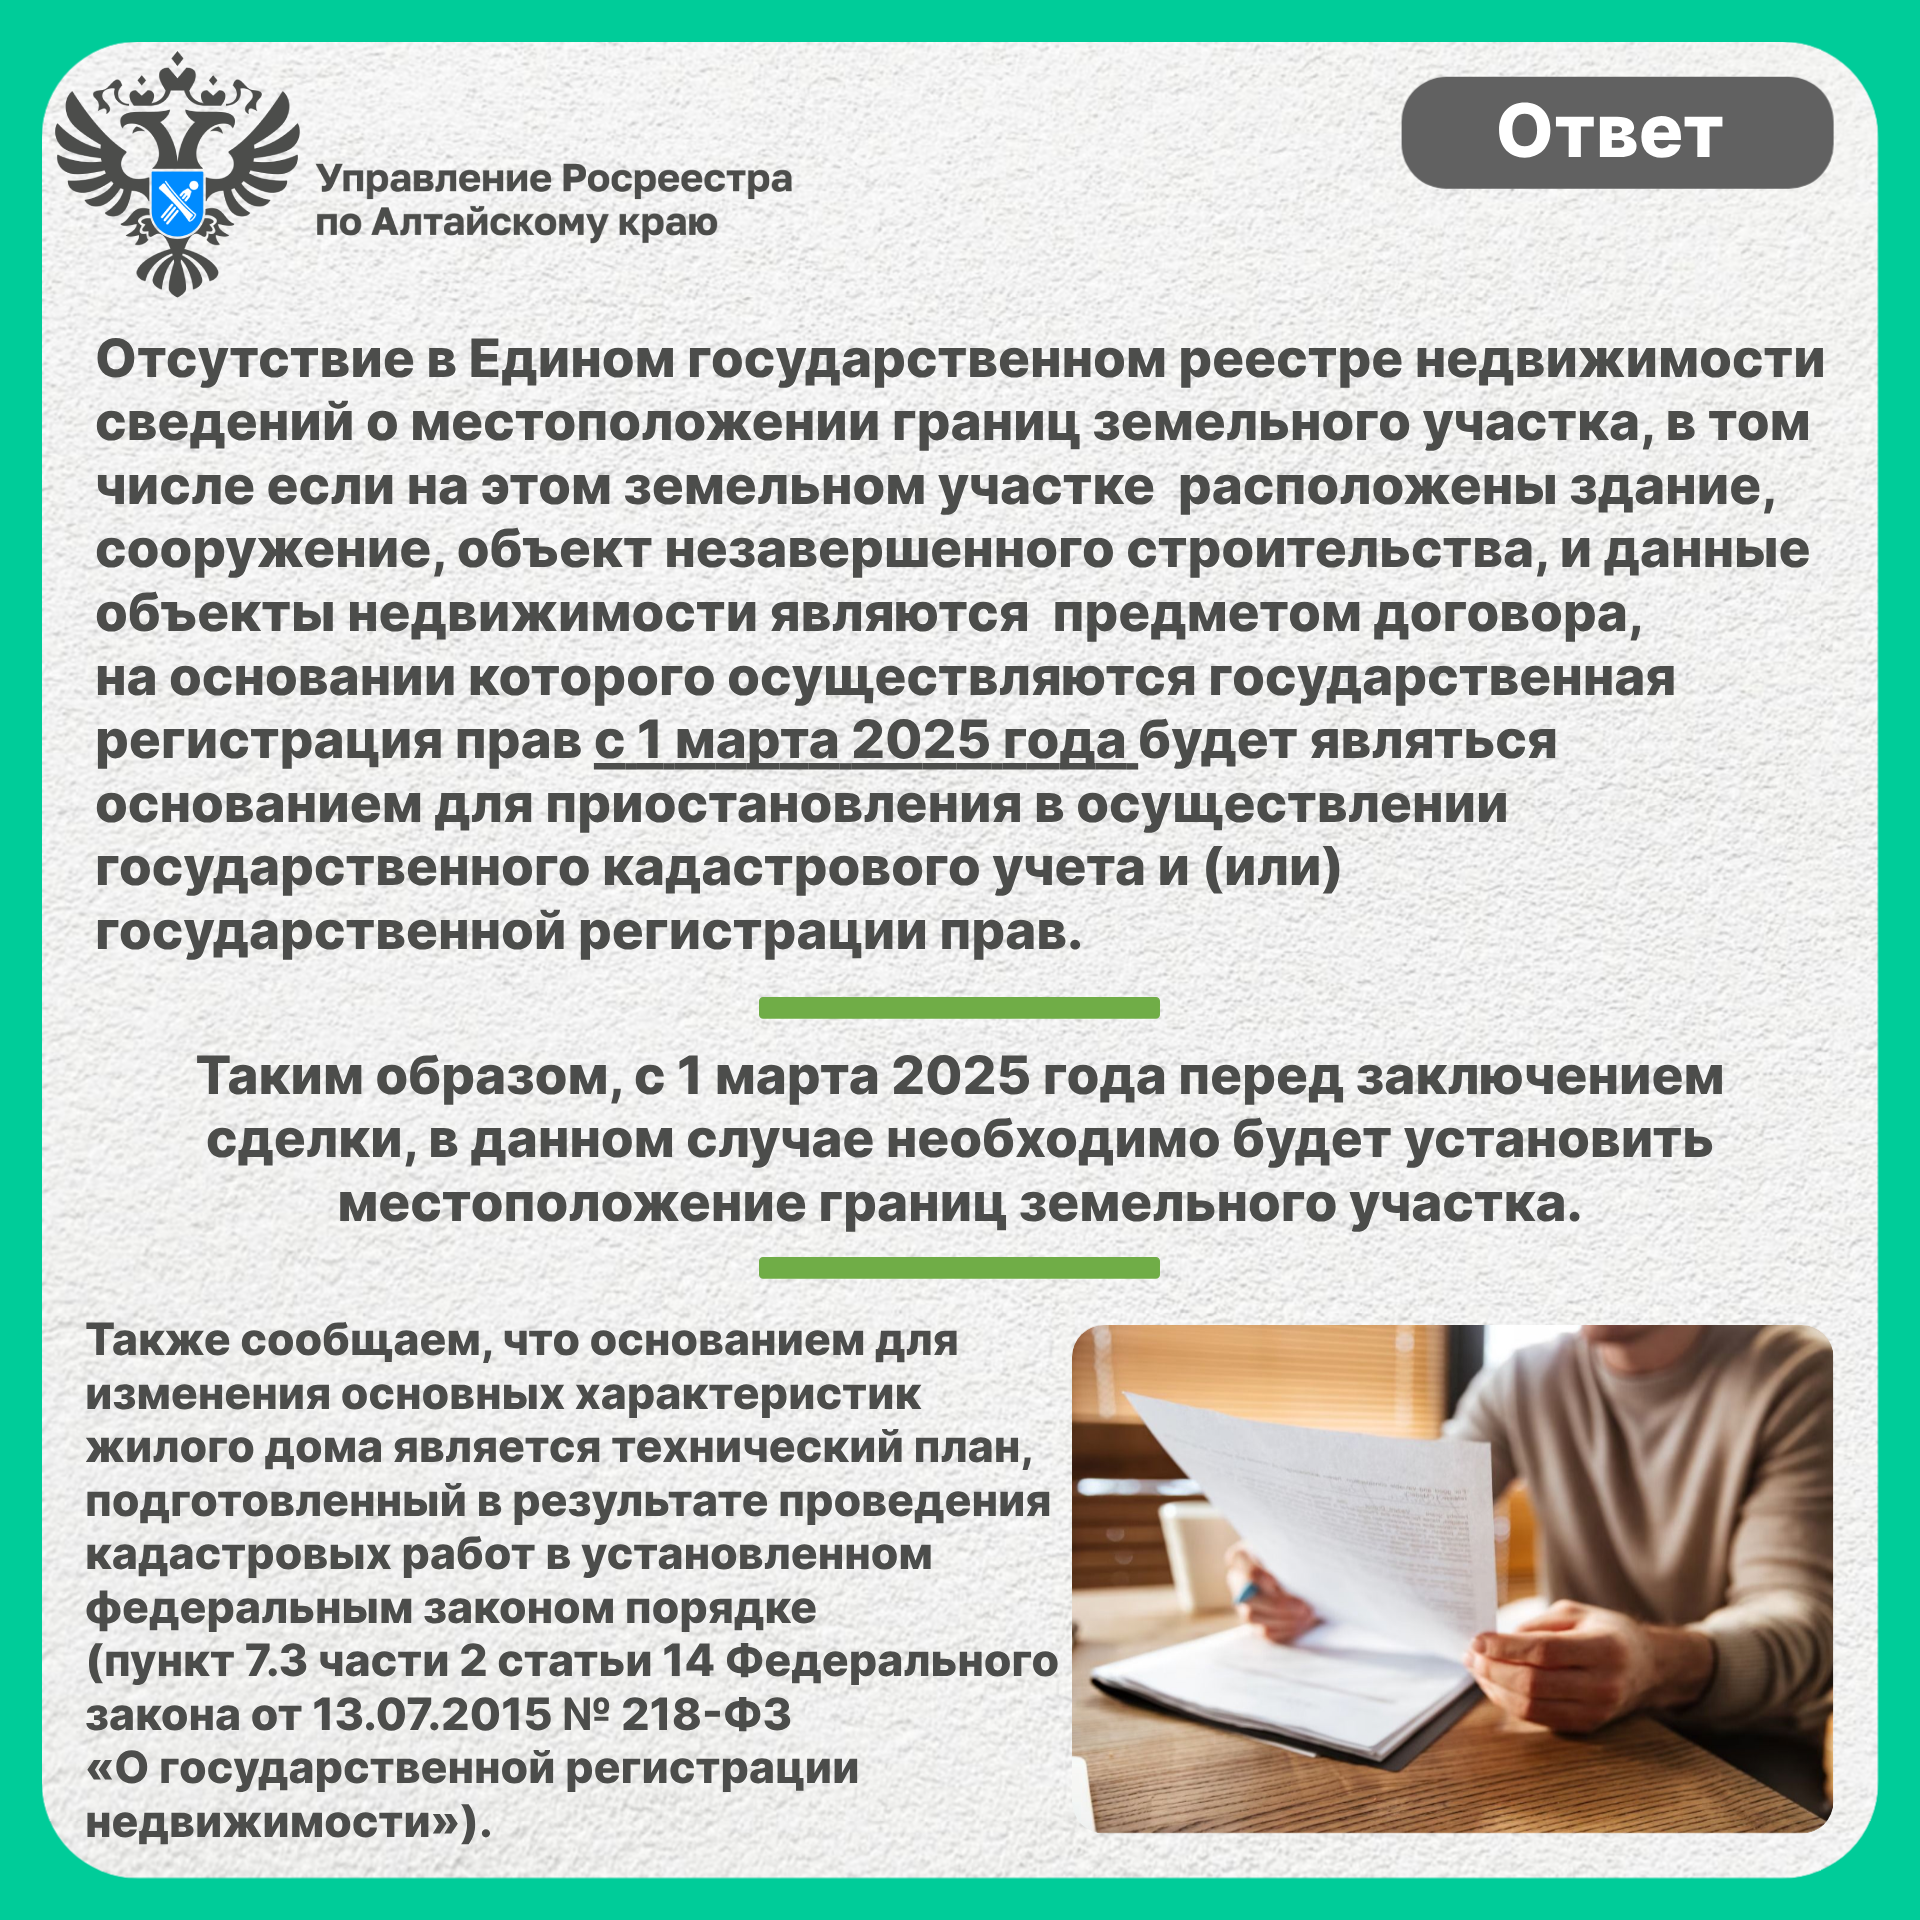 Управление Росреестра
по Алтайскому краю
Ответ
Отсутствие в Едином государственном реестре недвижимости
сведений о местоположении границ земельного участка, в том
числе если на этом земельном участке расположены здание,
сооружение, объект незавершенного строительства, и данные
объекты недвижимости являются предметом договора,
на основании которого осуществляются государственная
регистрация прав с 1 марта 2025 года будет являться
основанием для приостановления в осуществлении
государственного кадастрового учета и (или)
государственной регистрации прав.
Таким образом, с 1 марта 2025 года перед заключением
сделки, в данном случае необходимо будет установить
местоположение границ земельного участка.
Также сообщаем, что основанием для
изменения основных характеристик
жилого дома является технический план,
подготовленный в результате проведения
кадастровых работ в установленном
федеральным законом порядке
(пункт 7.3 части 2 статьи 14 Федерального
закона от 13.07.2015 № 218-ФЗ
«О государственной регистрации
недвижимости»).